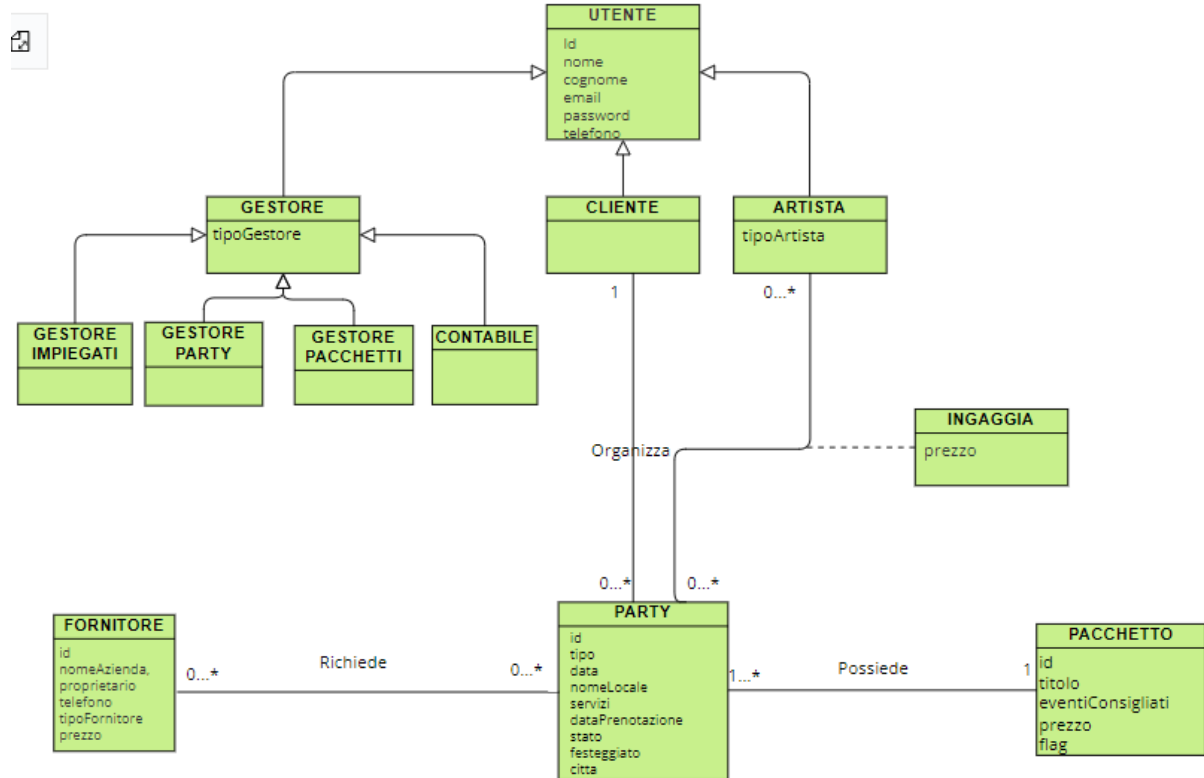 UTENTE
Id
nome
cognome
email
password
telefono
GESTORE
tipoGestore
CLIENTE
ARTISTA
tipoArtista
1
0...*
GESTORE
IMPIEGATI
GESTORE
PARTY
GESTORE
PACCHETTI
CONTABILE
INGAGGIA
prezzo
Organizza
0...*
0...*
FORNITORE
id
nomeAzienda,
proprietario
telefono
tipoFornitore
prezzo
0...*
Richiede
0...*
PARTY
id
tipo
data
nomeLocale
servizi
dataPrenotazione
stato
festeggiato
citta
1...*
Possiede
1
PACCHETTO
id
titolo
eventiConsigliati
prezzo
flag